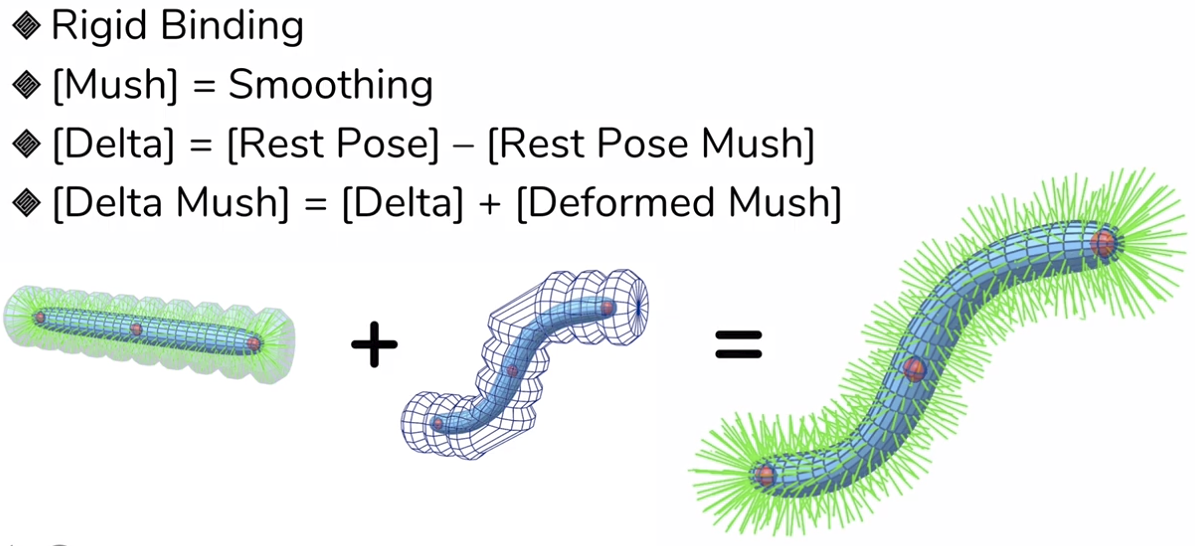 Rigid Binding
[Mush] = Smoothing
[Delta] = [Rest Pose] – [Rest Pose Mush]
[Delta Mush] = [Delta] + [Deformed Mush]
+ =